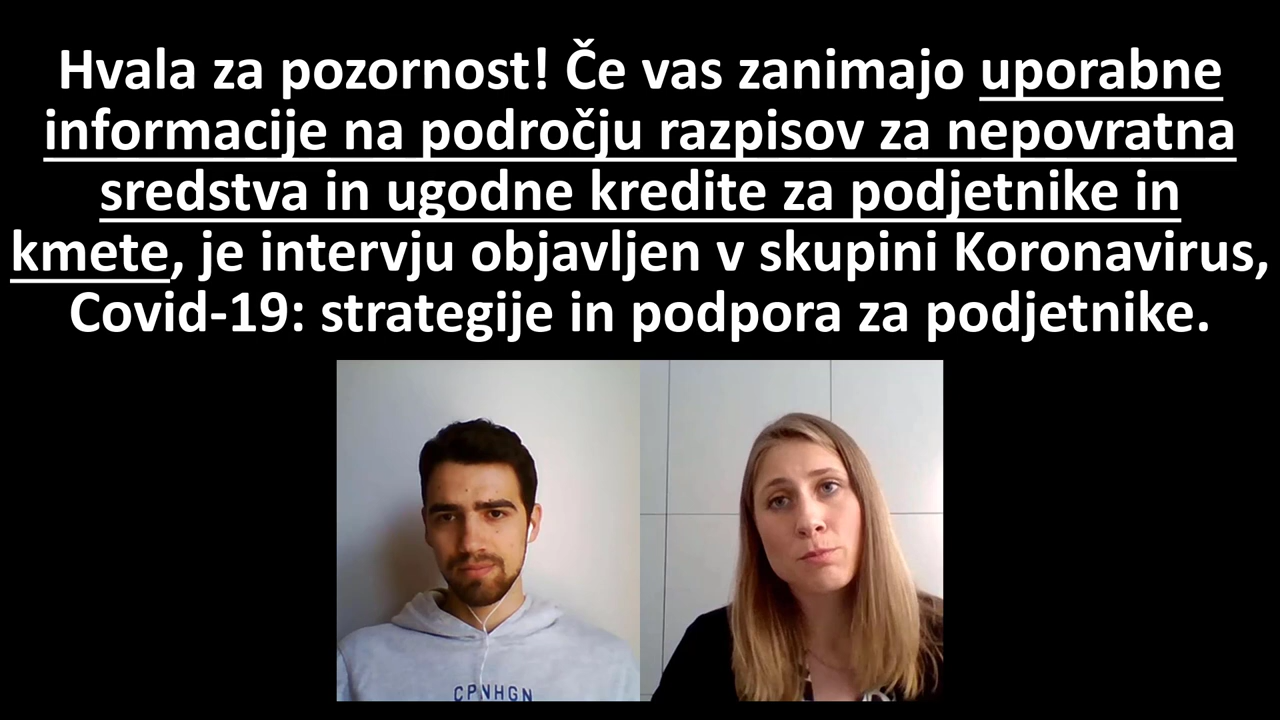 Hvala za pozornost! Če vas zanimajo uporabne
informacije na področju razpisov za nepovratna
sredstva in ugodne kredite za podjetnike in
kmete, je intervju objavljen v skupini Koronavirus,
Covid-19: strategije in podpora za podjetnike.
CPNHGN